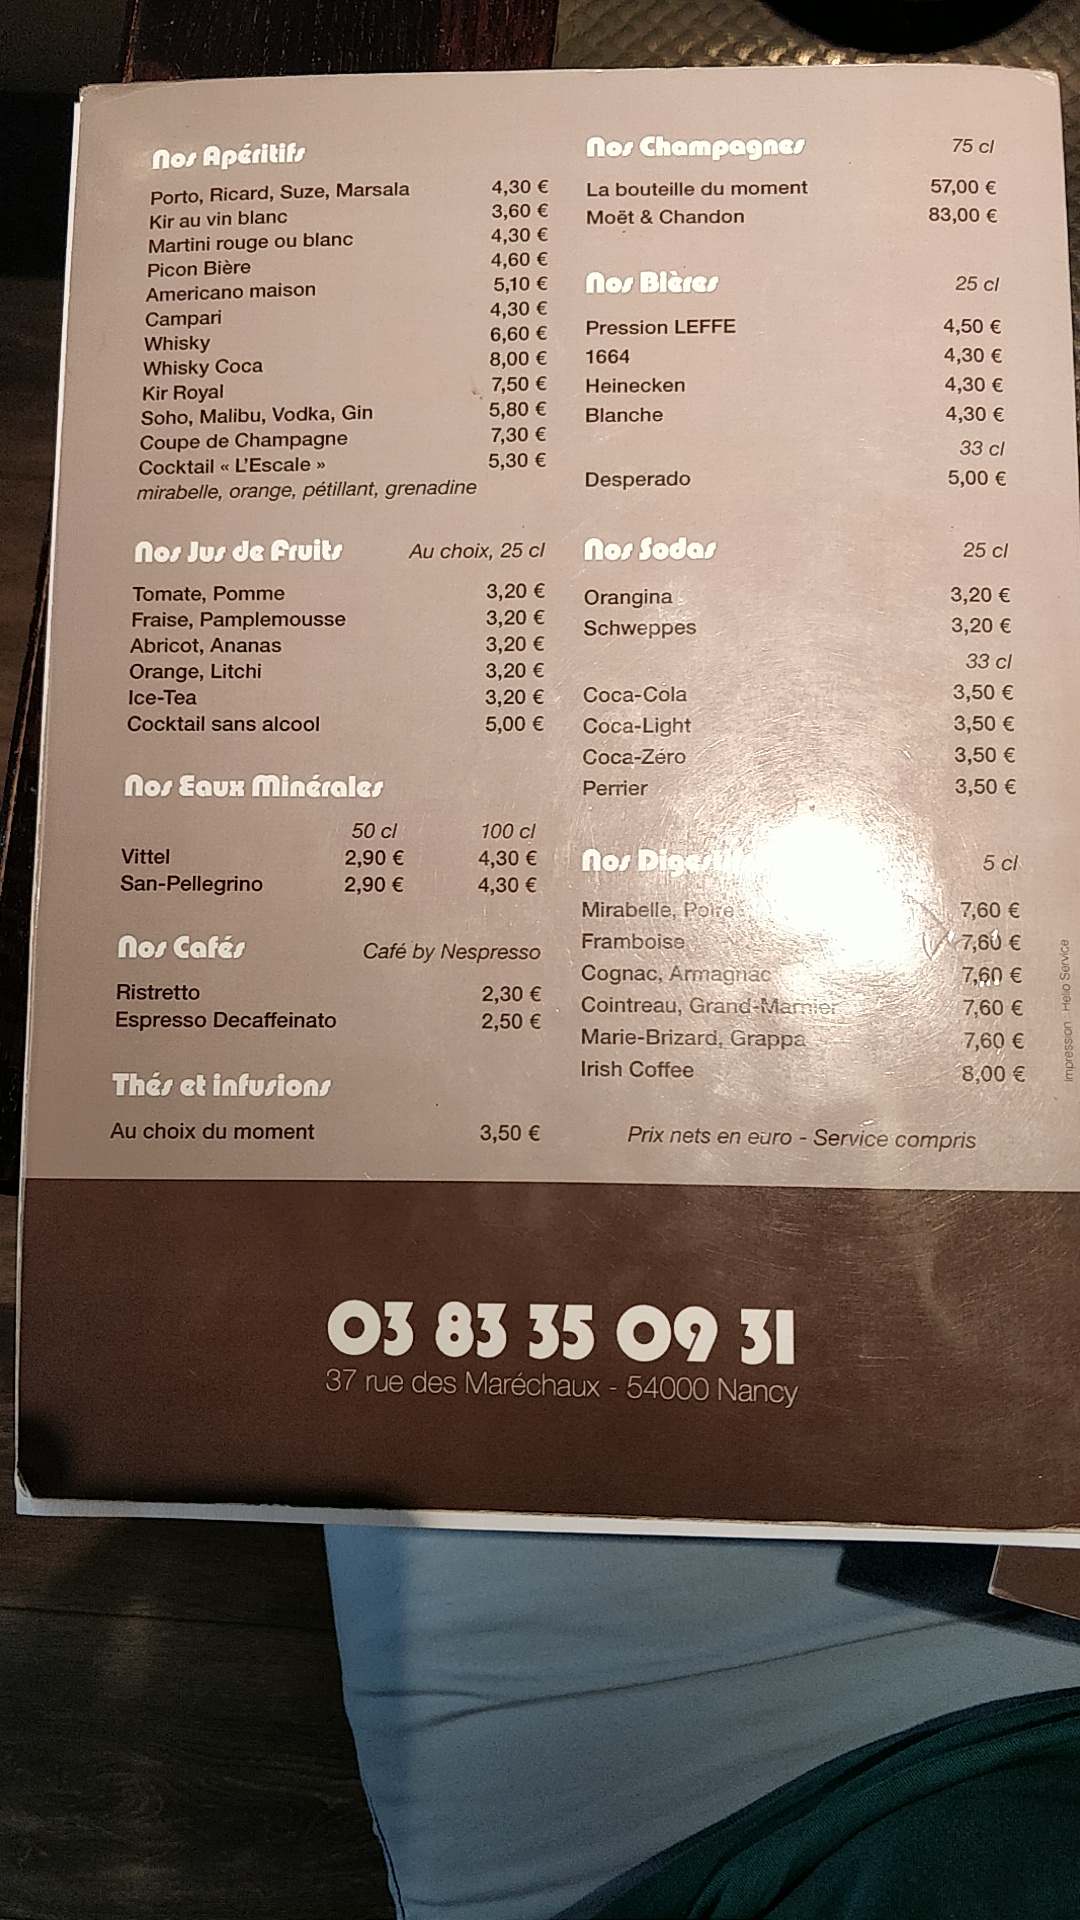 Nos Apéritifs
Porto, Ricard, Suze, Marsala 4,30 €
Kir au vin blanc 3,60 €
Martini rouge ou blanc 4,30 €
Picon Bière 4,60 €
Americano maison 5,10 €
Campari 4,30 €
Whisky 6,60 €
Whisky Coca 8,00 €
Kir Royal 7,50 €
Soho, Malibu, Vodka, Gin 5,80 €
Coupe de Champagne 7,30 €
Cocktail « L'Escale » 5,30 €
mirabelle, orange, pétillant, grenadine
Nos Jus de Fruits Au choix, 25 cl
Tomate, Pomme 3,20 €
Fraise, Pamplemousse 3,20 €
Abricot, Ananas 3,20 €
Orange, Litchi 3,20 €
Ice-Tea 3,20 €
Cocktail sans alcool 5,00 €
Nos Eaux Minérales
50 cl 100 cl
Vittel 2,90 € 4,30 €
San-Pellegrino 2,90 € 4,30 €
Nos Cafés Café by Nespresso
Ristretto 2,30 €
Espresso Decaffeinato 2,50 €
Thés et infusions
Au choix du moment 3,50 €
Nos Champagnes 75 cl
La bouteille du moment 57,00 €
Moët & Chandon 83,00 €
Nos Bières 25 cl
Pression LEFFE 4,50 €
1664 4,30 €
Heinecken 4,30 €
Blanche 4,30 €
33 cl
Desperado 5,00 €
Nos Sodas 25 cl
Orangina 3,20 €
Schweppes 3,20 €
33 cl
Coca-Cola 3,50 €
Coca-Light 3,50 €
Coca-Zéro 3,50 €
Perrier 3,50 €
Nos 5 cl
Mirabelle, Poire 7,60 €
Framboise 7,60 €
Cognac, Armagnac 7,60 €
Cointreau, Grand-Marnier 7,60 €
Marie-Brizard, Grappa 7,60 €
Irish Coffee 8,00 €
Prix nets en euro - Service compris
Impression : Hello Service
03 83 35 09 31
37 rue des Maréchaux - 54000 Nancy